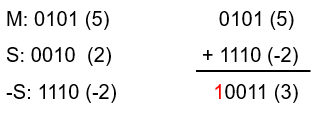 M: 0101 (5)
S: 0010 (2)
-S: 1110 (-2)
0101 (5)
+ 1110 (-2)
10011 (3)